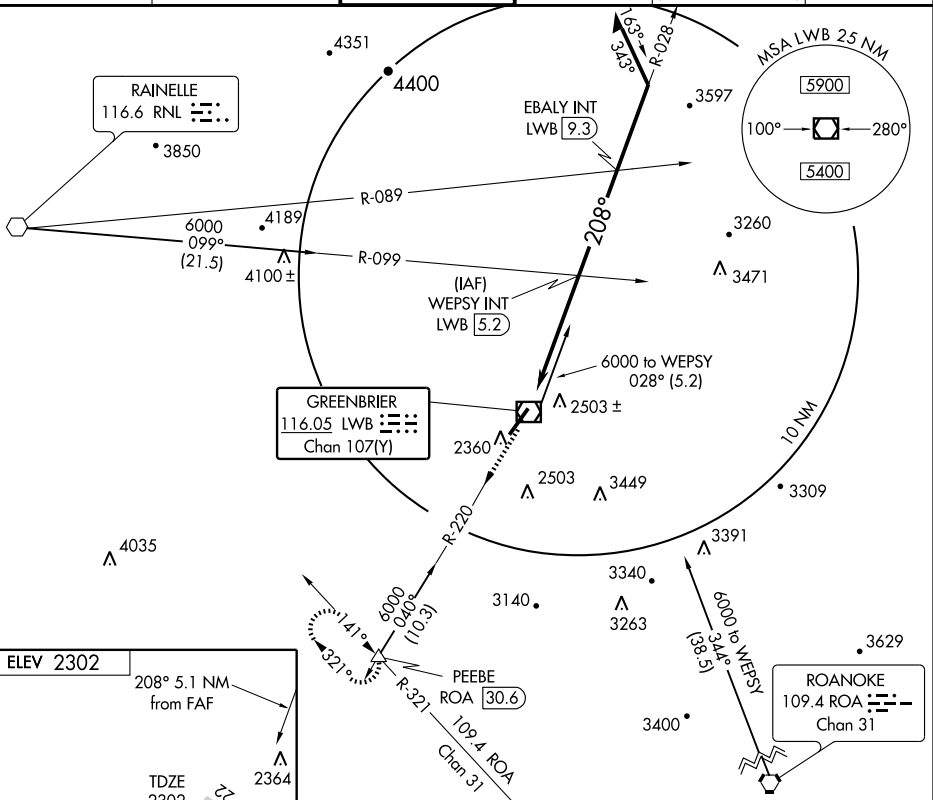 4351
4400
163°
343°
R-028
MSA LWB 25 NM
5900
100°
280°
5400
RAINELLE
116.6 RNL
3850
EBALY INT
LWB 9.3
3597
R-089
4189
6000
099°
(21.5)
4100 ±
R-099
208°
3260
3471
(IAF)
WEPSY INT
LWB 5.2
6000 to WEPSY
028° (5.2)
GREENBRIER
116.05 LWB
Chan 107(Y)
2503 ±
2360
10 NM
2503
3449
3309
R-220
4035
3391
3340
3140
3263
6000
040°
(10.3)
6000 to WEPSY
344°
(38.5)
141°
321°
3629
PEEBE
ROA 30.6
R-321
109.4 ROA
Chan 31
ROANOKE
109.4 ROA
Chan 31
3400
ELEV 2302
208° 5.1 NM
from FAF
2364
TDZE
2302
22